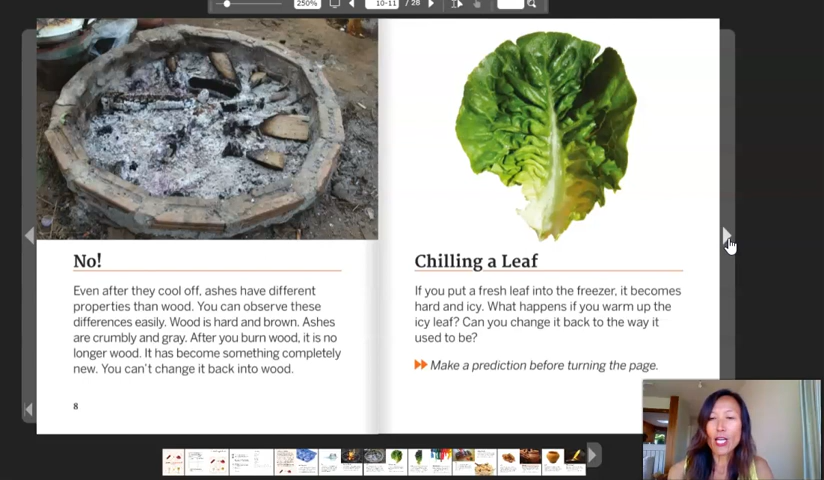 250%
10-11 / 28
No!
Even after they cool off, ashes have different
properties than wood. You can observe these
differences easily. Wood is hard and brown. Ashes
are crumbly and gray. After you burn wood, it is no
longer wood. It has become something completely
new. You can't change it back into wood.
8
Chilling a Leaf
If you put a fresh leaf into the freezer, it becomes
hard and icy. What happens if you warm up the
icy leaf? Can you change it back to the way it
used to be?
Make a prediction before turning the page.